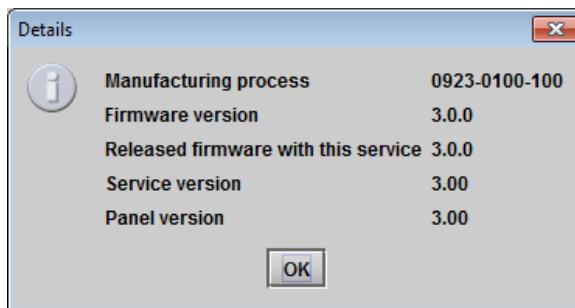 Details
Manufacturing process 0923-0100-100
Firmware version 3.0.0
Released firmware with this service 3.0.0
Service version 3.00
Panel version 3.00
OK